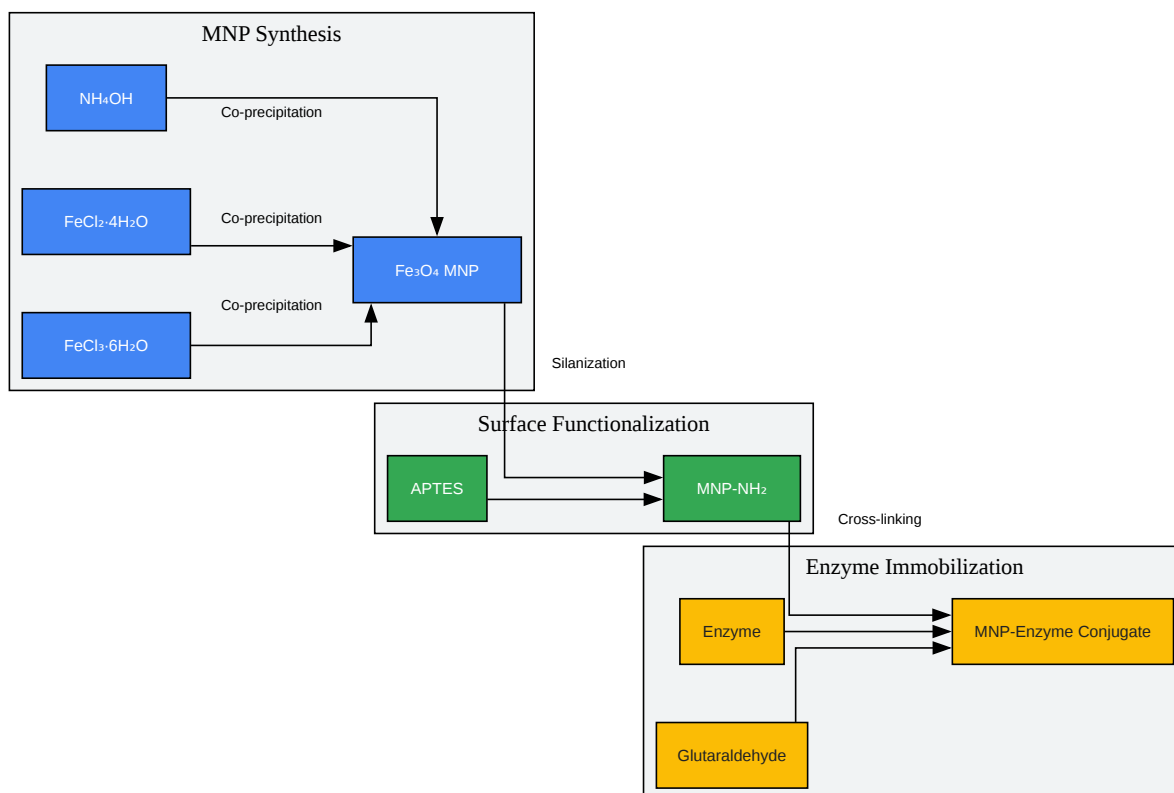 MNP Synthesis
NH₄OH
Co-precipitation
FeCl₂·4H₂O
Co-precipitation
Fe₃O₄ MNP
Co-precipitation
FeCl₃·6H₂O
Silanization
Surface Functionalization
APTES
MNP-NH₂
Cross-linking
Enzyme Immobilization
Enzyme
MNP-Enzyme Conjugate
Glutaraldehyde